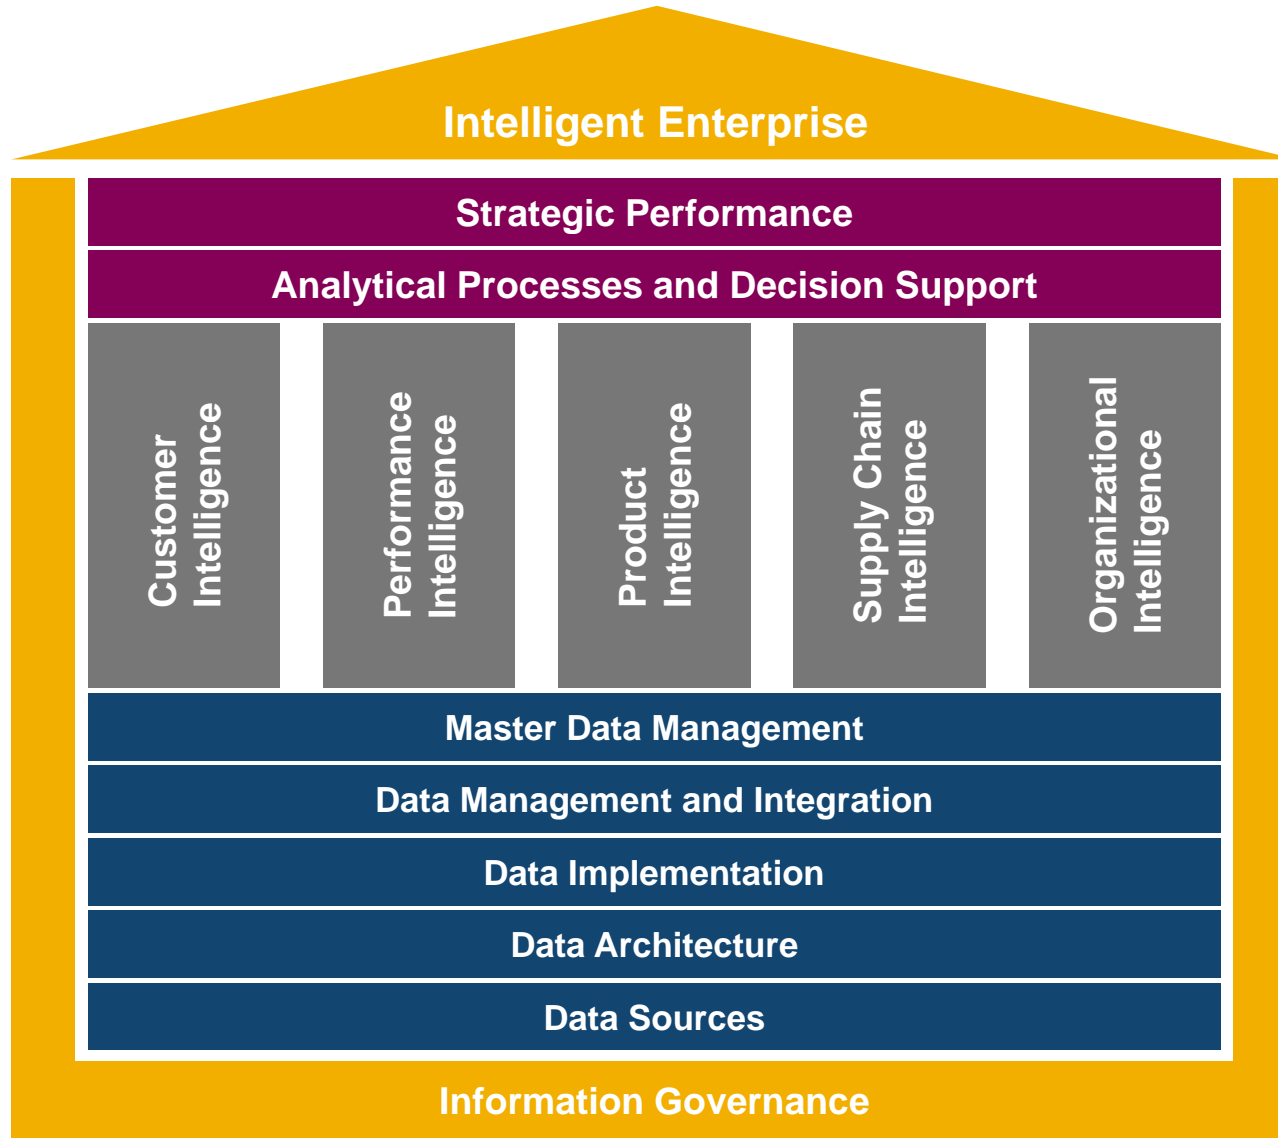 Intelligent Enterprise
Strategic Performance
Analytical Processes and Decision Support
Customer
Intelligence
Performance
Intelligence
Product
Intelligence
Supply Chain
Intelligence
Organizational
Intelligence
Master Data Management
Data Management and Integration
Data Implementation
Data Architecture
Data Sources
Information Governance